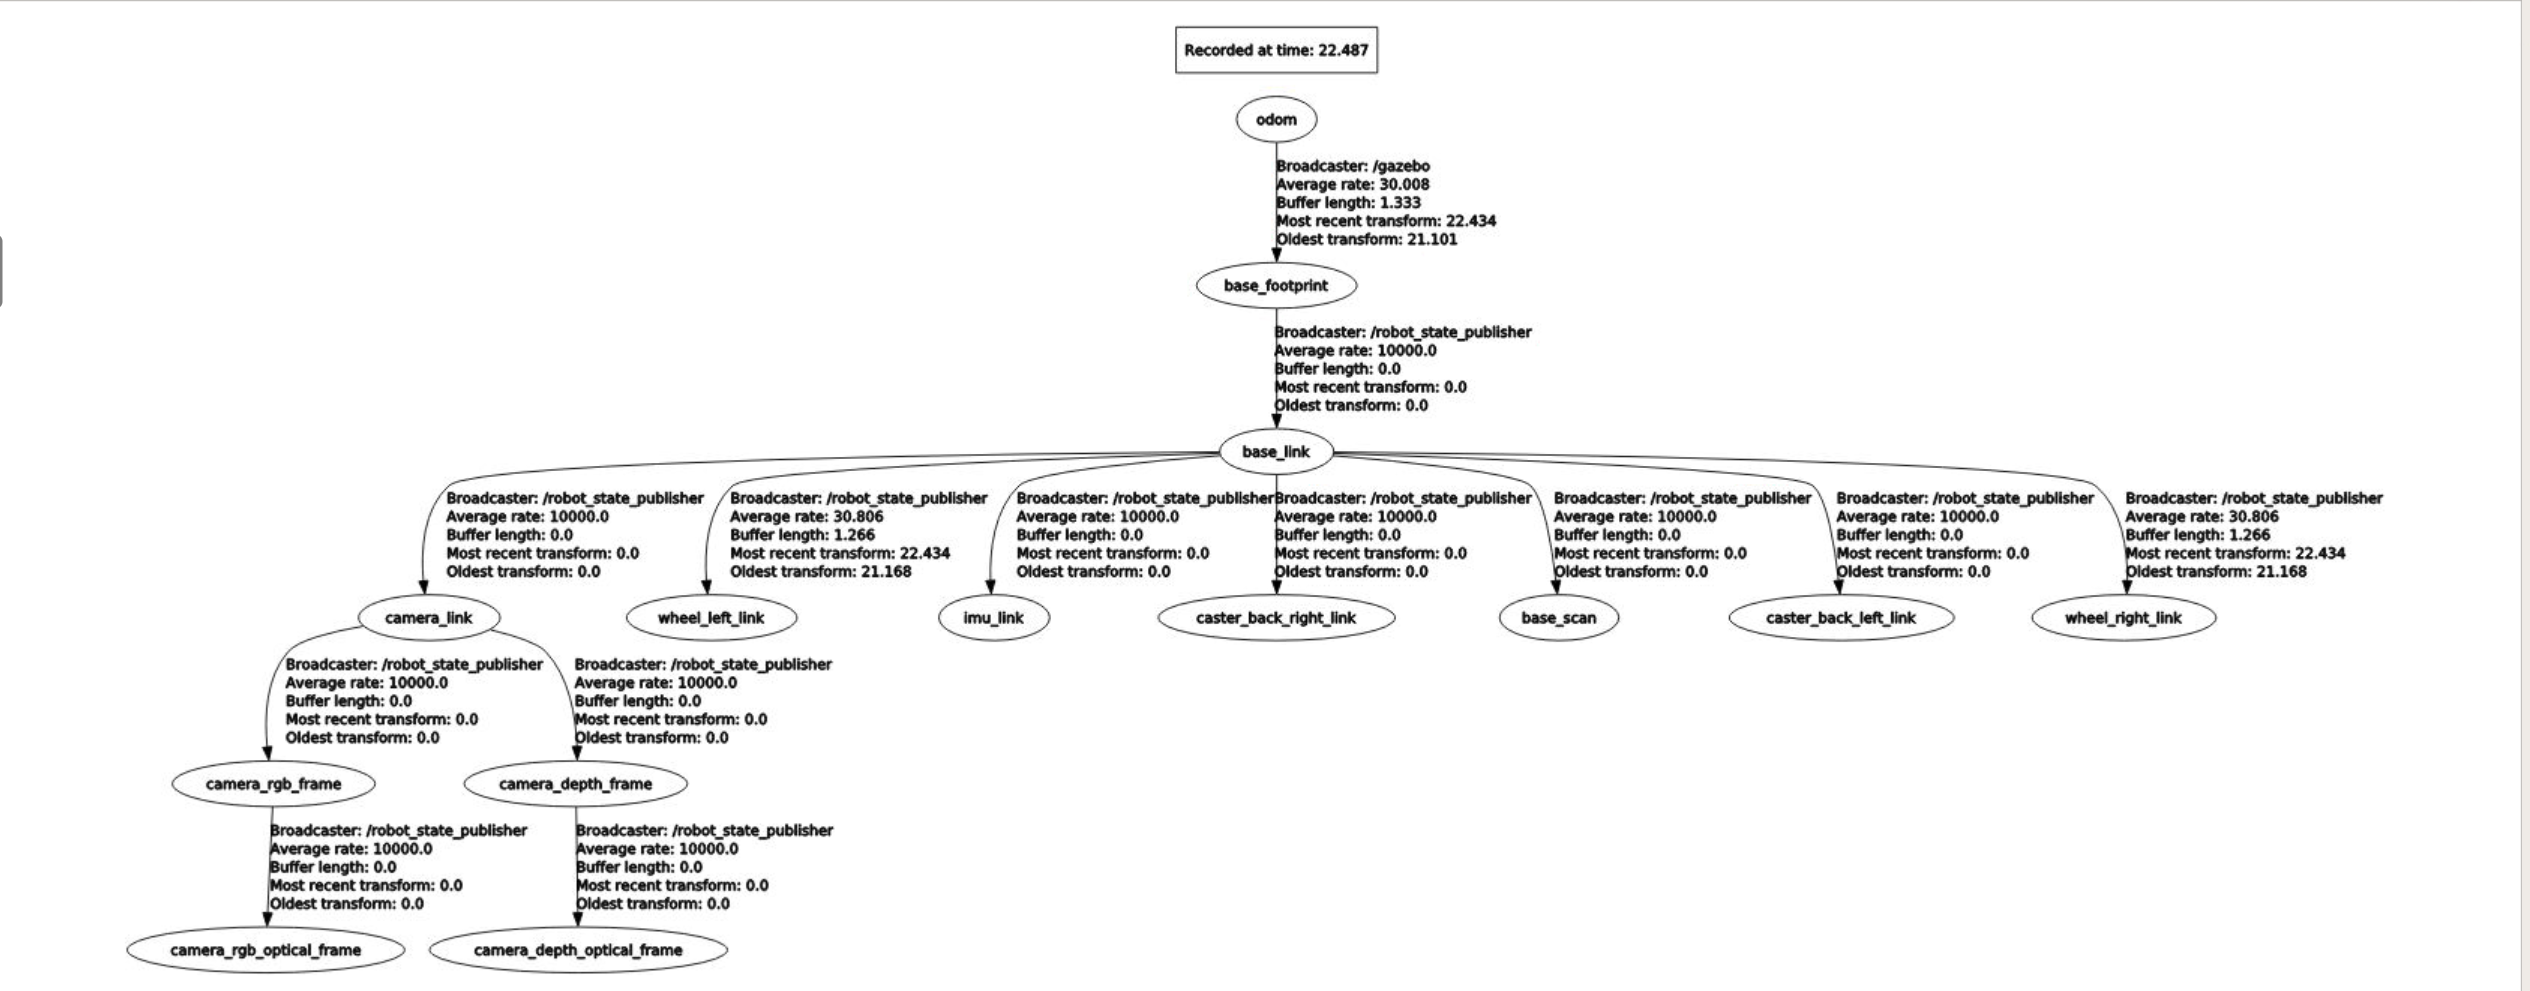 Recorded at time: 22.487
odom
Broadcaster: /gazebo
Average rate: 30.008
Buffer length: 1.333
Most recent transform: 22.434
Oldest transform: 21.101
base_footprint
Broadcaster: /robot_state_publisher
Average rate: 10000.0
Buffer length: 0.0
Most recent transform: 0.0
Oldest transform: 0.0
base_link
Broadcaster: /robot_state_publisher
Average rate: 10000.0
Buffer length: 0.0
Most recent transform: 0.0
Oldest transform: 0.0
Broadcaster: /robot_state_publisher
Average rate: 30.806
Buffer length: 1.266
Most recent transform: 22.434
Oldest transform: 21.168
Broadcaster: /robot_state_publisher
Average rate: 10000.0
Buffer length: 0.0
Most recent transform: 0.0
Oldest transform: 0.0
Broadcaster: /robot_state_publisher
Average rate: 10000.0
Buffer length: 0.0
Most recent transform: 0.0
Oldest transform: 0.0
Broadcaster: /robot_state_publisher
Average rate: 10000.0
Buffer length: 0.0
Most recent transform: 0.0
Oldest transform: 0.0
Broadcaster: /robot_state_publisher
Average rate: 10000.0
Buffer length: 0.0
Most recent transform: 0.0
Oldest transform: 0.0
Broadcaster: /robot_state_publisher
Average rate: 30.806
Buffer length: 1.266
Most recent transform: 22.434
Oldest transform: 21.168
camera_link
wheel_left_link
imu_link
caster_back_right_link
base_scan
caster_back_left_link
wheel_right_link
Broadcaster: /robot_state_publisher
Average rate: 10000.0
Buffer length: 0.0
Most recent transform: 0.0
Oldest transform: 0.0
Broadcaster: /robot_state_publisher
Average rate: 10000.0
Buffer length: 0.0
Most recent transform: 0.0
Oldest transform: 0.0
camera_rgb_frame
camera_depth_frame
Broadcaster: /robot_state_publisher
Average rate: 10000.0
Buffer length: 0.0
Most recent transform: 0.0
Oldest transform: 0.0
Broadcaster: /robot_state_publisher
Average rate: 10000.0
Buffer length: 0.0
Most recent transform: 0.0
Oldest transform: 0.0
camera_rgb_optical_frame
camera_depth_optical_frame